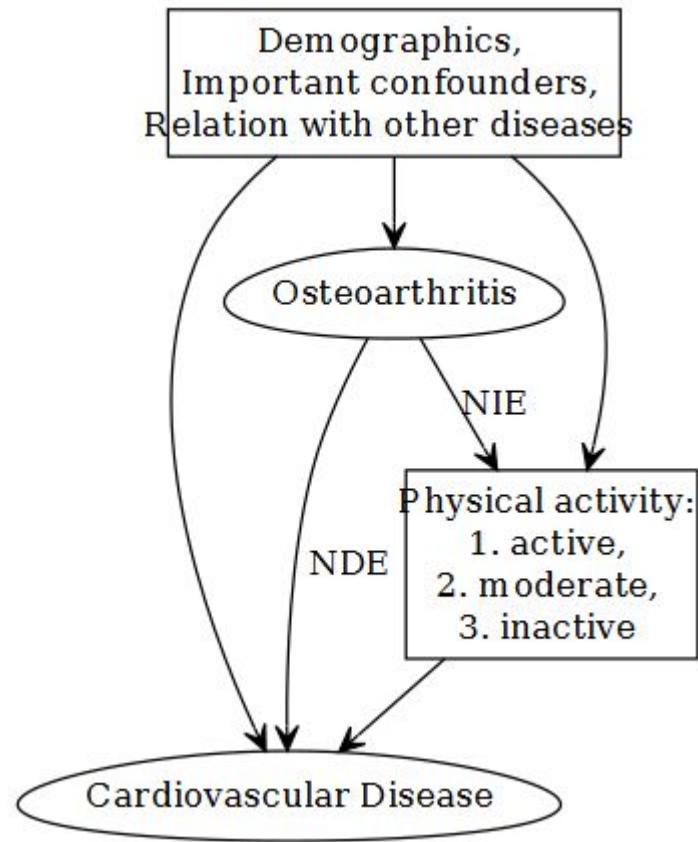 Demographics,
Important confounders,
Relation with other diseases
Osteoarthritis
NIE
Physical activity:
1. active,
2. moderate,
3. inactive
NDE
Cardiovascular Disease